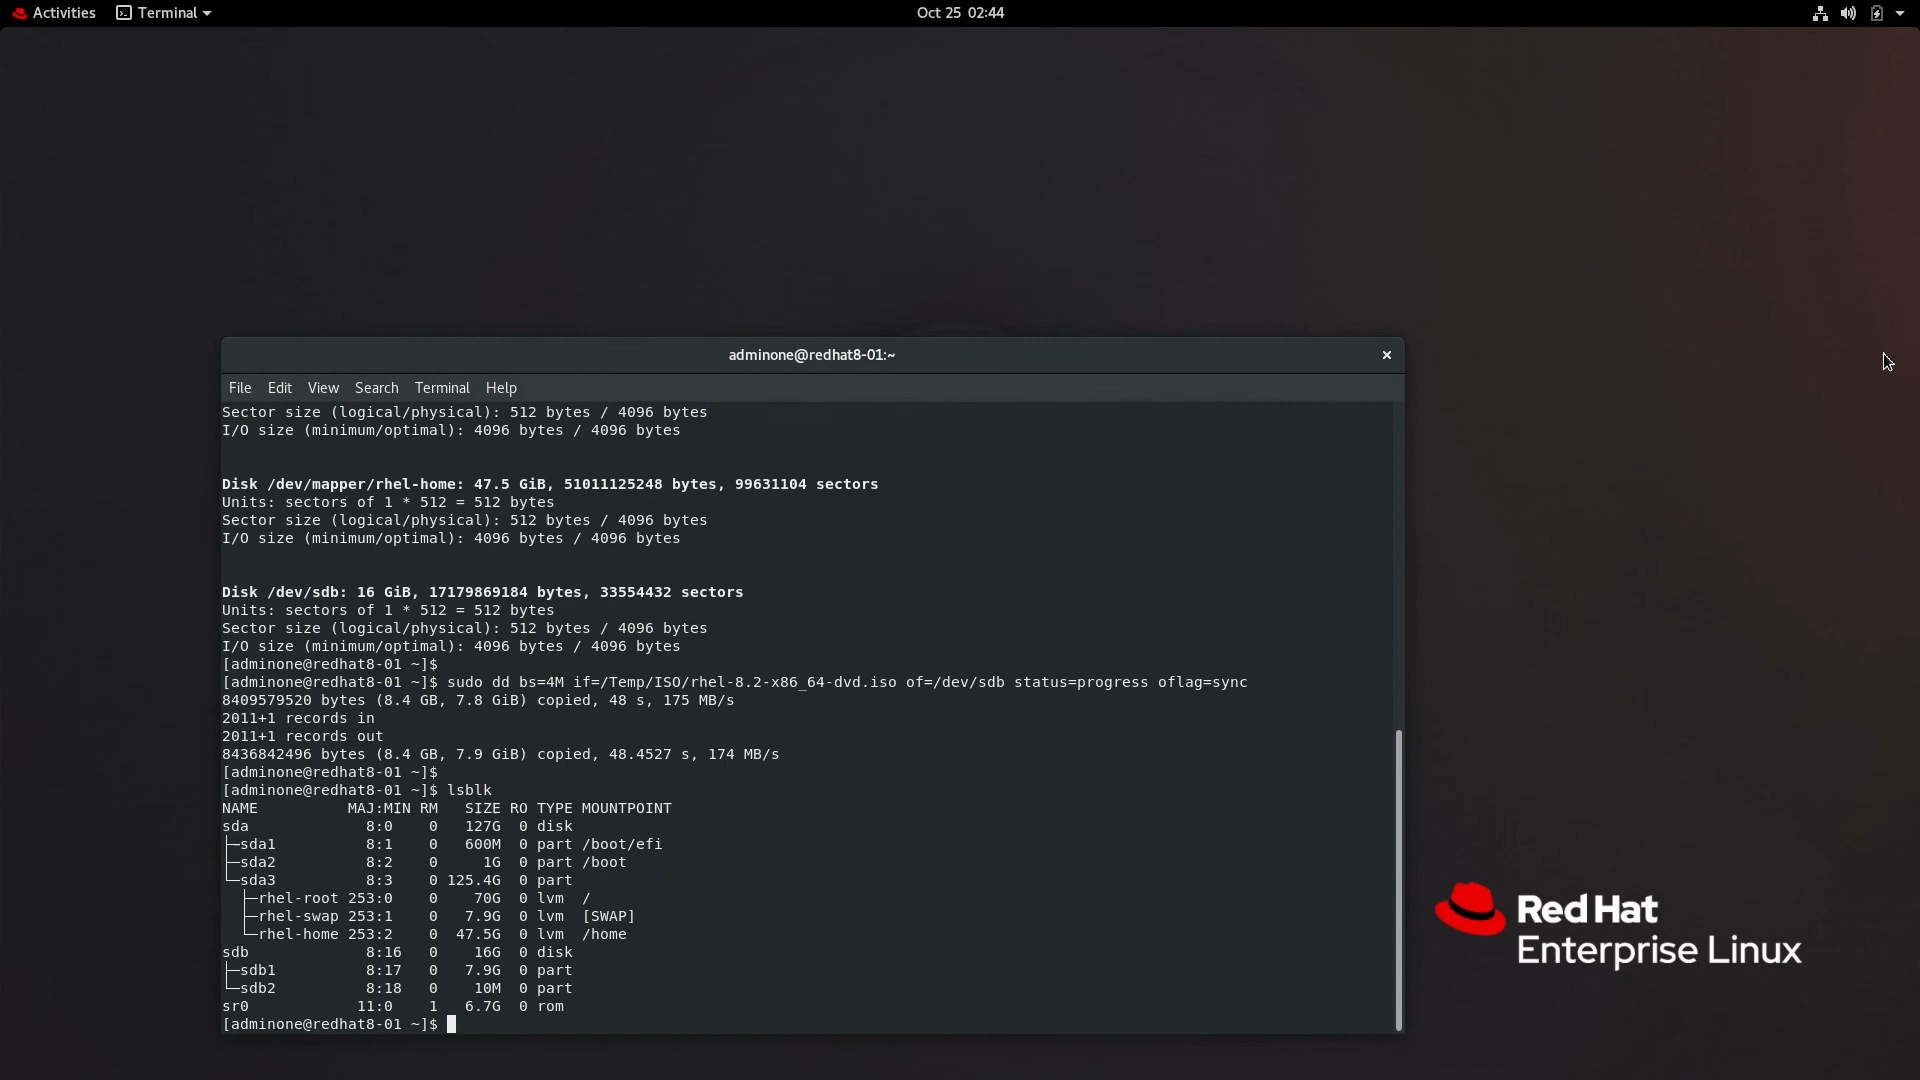 Activities Terminal Oct 25 02:44
adminone@redhat8-01:~
File Edit View Search Terminal Help
Sector size (logical/physical): 512 bytes / 4096 bytes
I/O size (minimum/optimal): 4096 bytes / 4096 bytes
Disk /dev/mapper/rhel-home: 47.5 GiB, 51011125248 bytes, 99631104 sectors
Units: sectors of 1 * 512 = 512 bytes
Sector size (logical/physical): 512 bytes / 4096 bytes
I/O size (minimum/optimal): 4096 bytes / 4096 bytes
Disk /dev/sdb: 16 GiB, 17179869184 bytes, 33554432 sectors
Units: sectors of 1 * 512 = 512 bytes
Sector size (logical/physical): 512 bytes / 4096 bytes
I/O size (minimum/optimal): 4096 bytes / 4096 bytes
[adminone@redhat8-01 ~]$
[adminone@redhat8-01 ~]$ sudo dd bs=4M if=/Temp/ISO/rhel-8.2-x86_64-dvd.iso of=/dev/sdb status=progress oflag=sync
8409579520 bytes (8.4 GB, 7.8 GiB) copied, 48 s, 175 MB/s
2011+1 records in
2011+1 records out
8436842496 bytes (8.4 GB, 7.9 GiB) copied, 48.4527 s, 174 MB/s
[adminone@redhat8-01 ~]$
[adminone@redhat8-01 ~]$ lsblk
NAME          MAJ:MIN RM   SIZE RO TYPE MOUNTPOINT
sda             8:0    0   127G  0 disk
├─sda1          8:1    0   600M  0 part /boot/efi
├─sda2          8:2    0     1G  0 part /boot
└─sda3          8:3    0 125.4G  0 part
  ├─rhel-root 253:0    0    70G  0 lvm  /
  ├─rhel-swap 253:1    0   7.9G  0 lvm  [SWAP]
  └─rhel-home 253:2    0  47.5G  0 lvm  /home
sdb             8:16   0    16G  0 disk
├─sdb1          8:17   0   7.9G  0 part
└─sdb2          8:18   0    10M  0 part
sr0            11:0    1   6.7G  0 rom
[adminone@redhat8-01 ~]$
Red Hat
Enterprise Linux